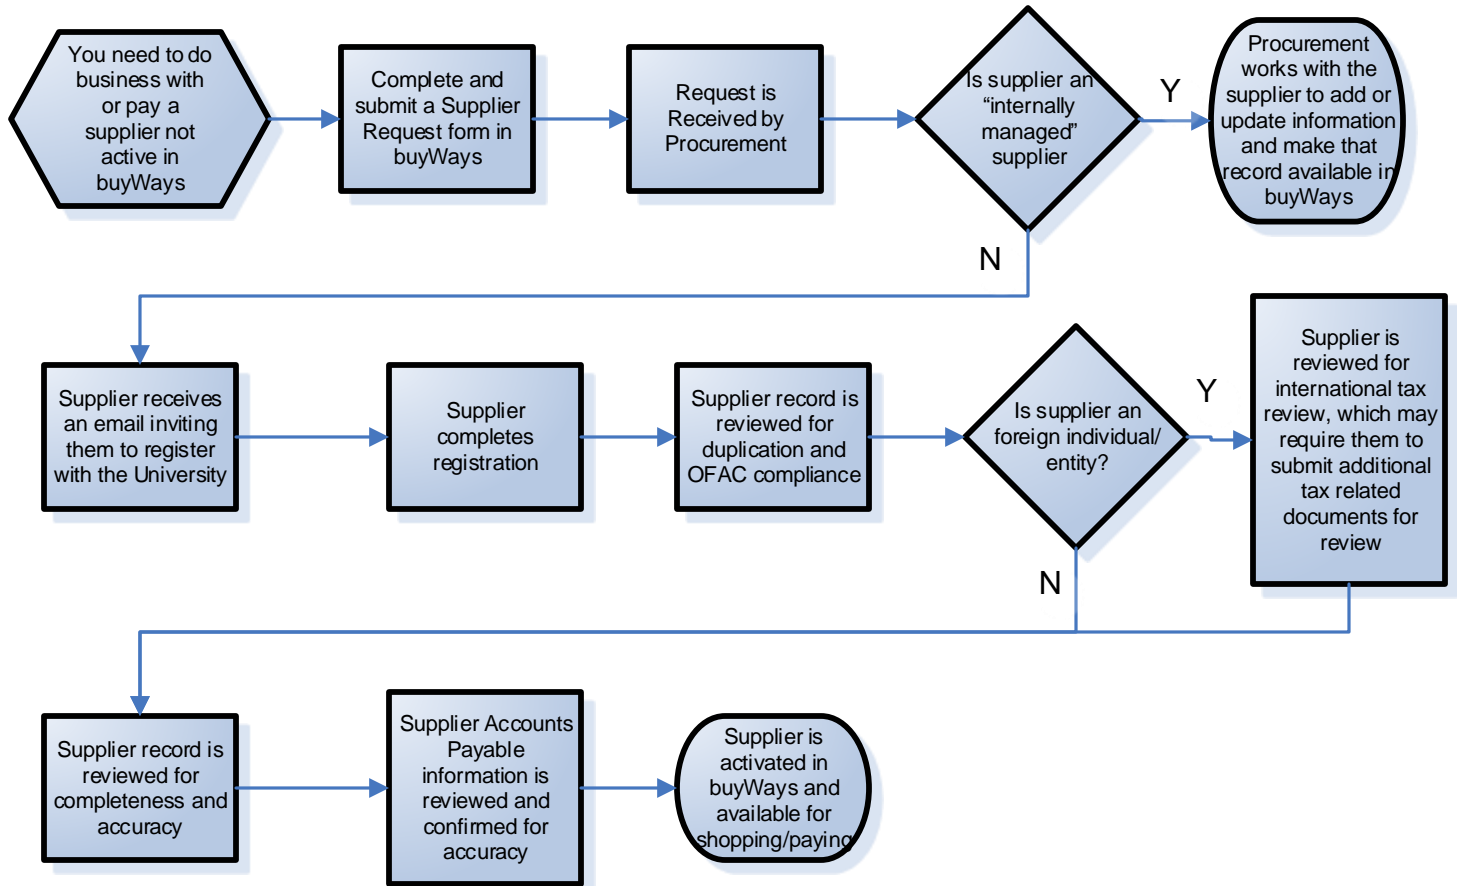 You need to do
business with
or pay a
supplier not
active in
buyWays
Complete and
submit a Supplier
Request form in
buyWays
Request is
Received by
Procurement
Is supplier an
“internally
managed”
supplier
Y
Procurement
works with the
supplier to add or
update information
and make that
record available in
buyWays
N
Supplier receives
an email inviting
them to register
with the University
Supplier
completes
registration
Supplier record is
reviewed for
duplication and
OFAC compliance
Is supplier an
foreign individual/
entity?
Y
Supplier is
reviewed for
international tax
review, which may
require them to
submit additional
tax related
documents for
review
N
Supplier record is
reviewed for
completeness and
accuracy
Supplier Accounts
Payable
information is
reviewed and
confirmed for
accuracy
Supplier is
activated in
buyWays and
available for
shopping/paying